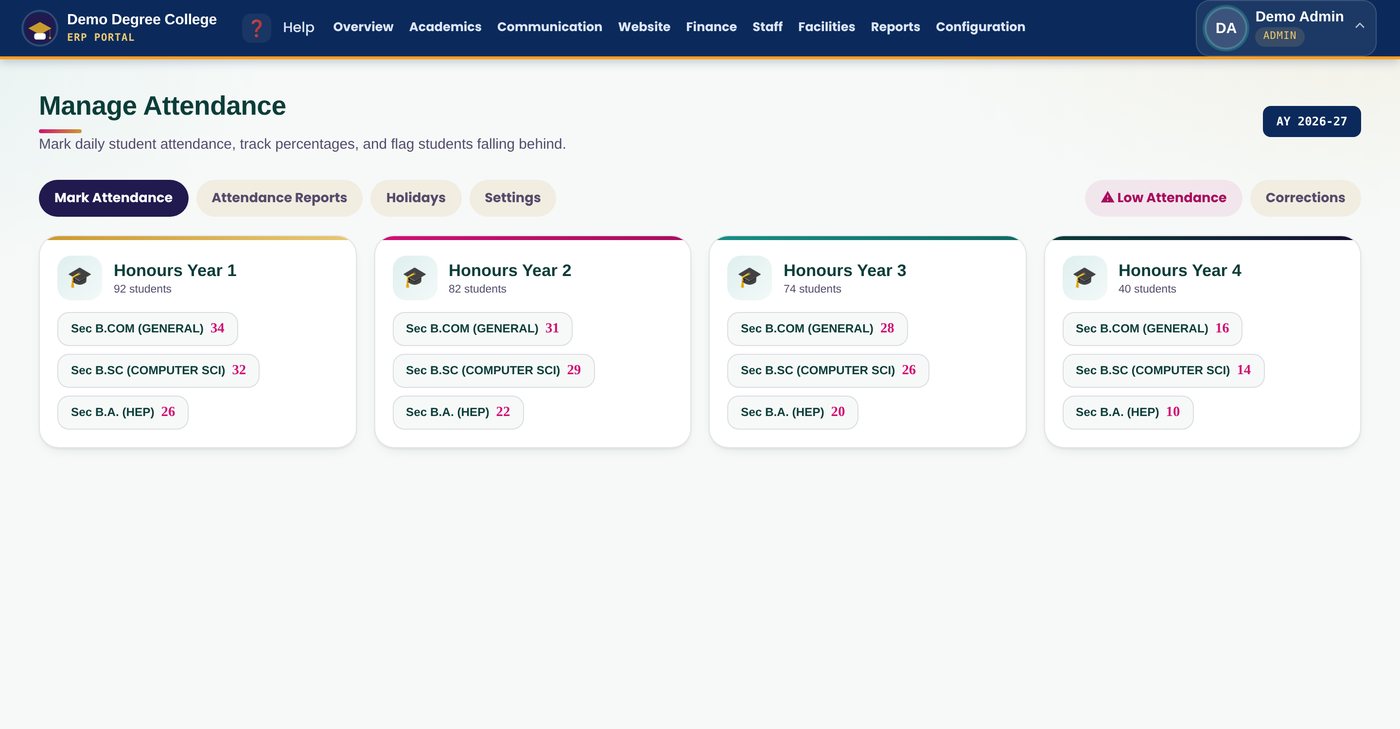 Demo Degree College
ERP PORTAL
❓ Help Overview Academics Communication Website Finance Staff Facilities Reports Configuration
DA
Demo Admin
ADMIN
Manage Attendance
Mark daily student attendance, track percentages, and flag students falling behind.
AY 2026-27
Mark Attendance Attendance Reports Holidays Settings
⚠ Low Attendance Corrections
Honours Year 1
92 students
Sec B.COM (GENERAL) 34
Sec B.SC (COMPUTER SCI) 32
Sec B.A. (HEP) 26
Honours Year 2
82 students
Sec B.COM (GENERAL) 31
Sec B.SC (COMPUTER SCI) 29
Sec B.A. (HEP) 22
Honours Year 3
74 students
Sec B.COM (GENERAL) 28
Sec B.SC (COMPUTER SCI) 26
Sec B.A. (HEP) 20
Honours Year 4
40 students
Sec B.COM (GENERAL) 16
Sec B.SC (COMPUTER SCI) 14
Sec B.A. (HEP) 10